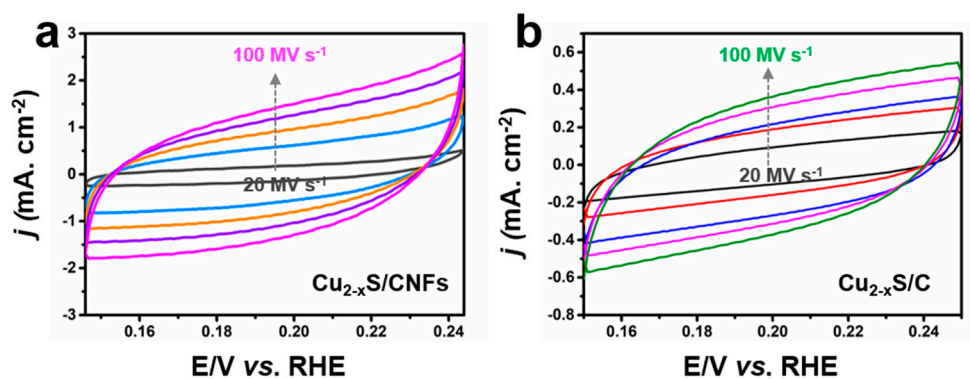 a
100 MV s⁻¹
20 MV s⁻¹
Cu₂₋ₓS/CNFs
j (mA. cm⁻²)
3
2
1
0
-1
-2
-3
0.16
0.18
0.20
0.22
0.24
E/V vs. RHE
b
100 MV s⁻¹
20 MV s⁻¹
Cu₂₋ₓS/C
j (mA. cm⁻²)
0.6
0.4
0.2
0.0
-0.2
-0.4
-0.6
-0.8
0.16
0.18
0.20
0.22
0.24
E/V vs. RHE